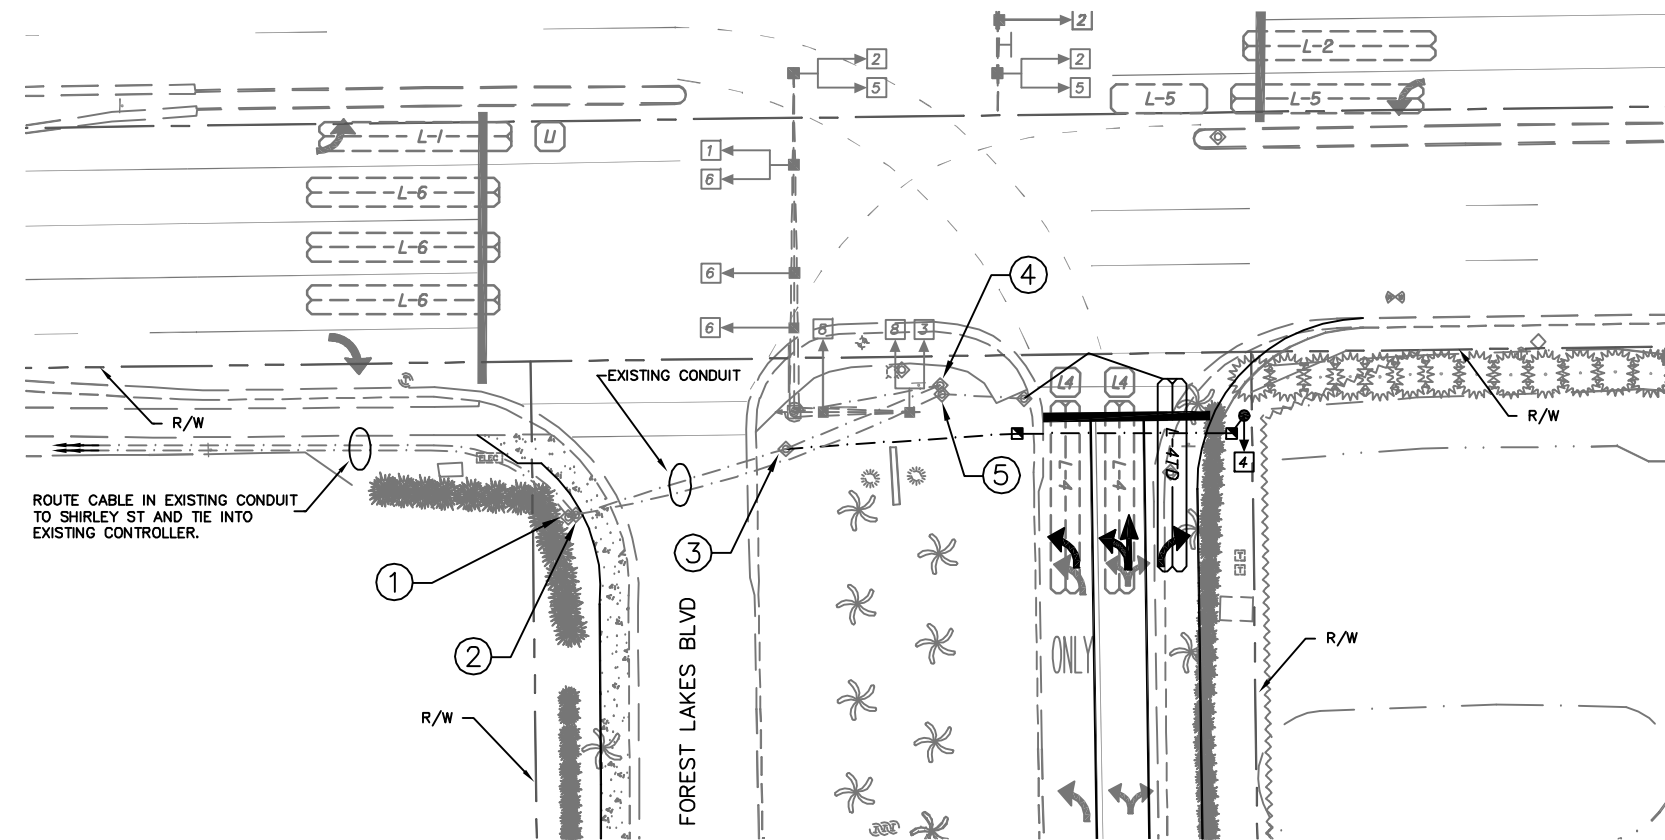 2
2
5
2
5
L-2
L-5
L-5
L-1
U
1
6
L-6
L-6
L-6
6
6
8
8
3
4
EXISTING CONDUIT
L4
L4
R/W
R/W
ELEC
ROUTE CABLE IN EXISTING CONDUIT
TO SHIRLEY ST AND TIE INTO
EXISTING CONTROLLER.
4
L-4
L-4
L-4TD
5
3
1
2
ONLY
R/W
R/W
FOREST LAKES BLVD